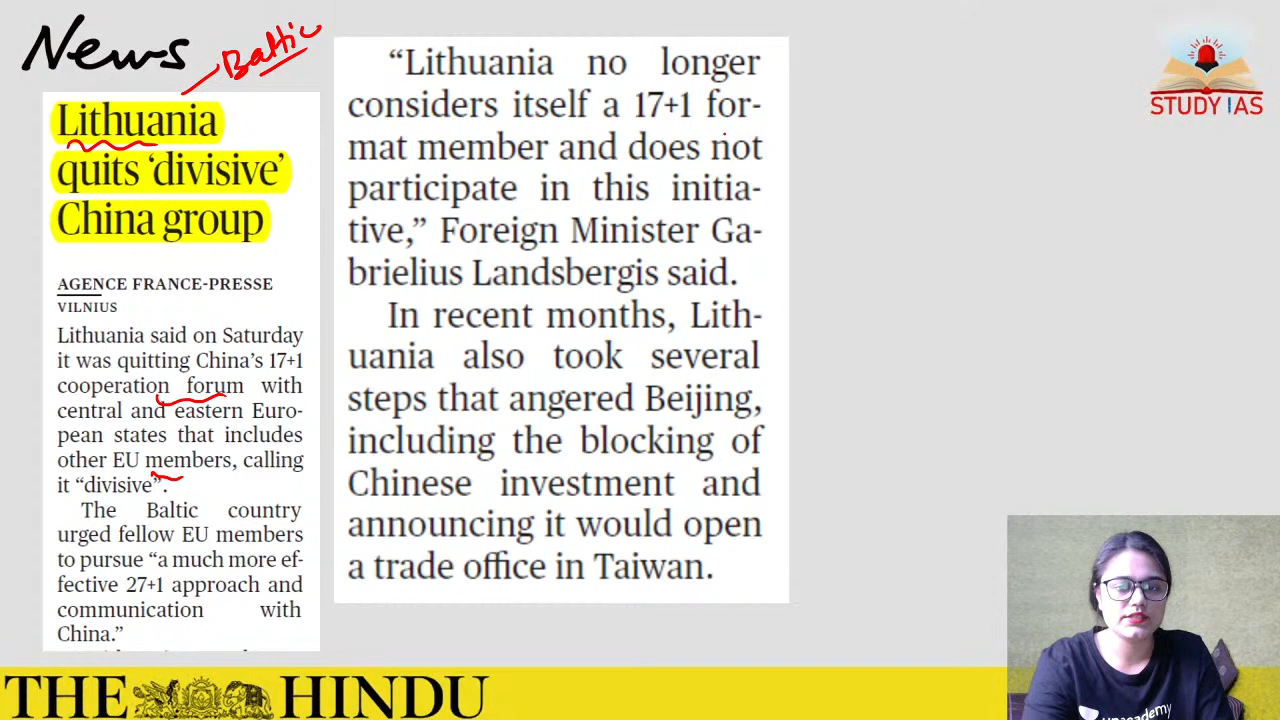 News
Baltic
Lithuania
quits ‘divisive’
China group
AGENCE FRANCE-PRESSE
VILNIUS
Lithuania said on Saturday
it was quitting China’s 17+1
cooperation forum with
central and eastern Euro-
pean states that includes
other EU members, calling
it “divisive”.
The Baltic country
urged fellow EU members
to pursue “a much more ef-
fective 27+1 approach and
communication with
China.”
“Lithuania no longer
considers itself a 17+1 for-
mat member and does not
participate in this initia-
tive,” Foreign Minister Ga-
brielius Landsbergis said.
In recent months, Lith-
uania also took several
steps that angered Beijing,
including the blocking of
Chinese investment and
announcing it would open
a trade office in Taiwan.
STUDY IAS
THE HINDU